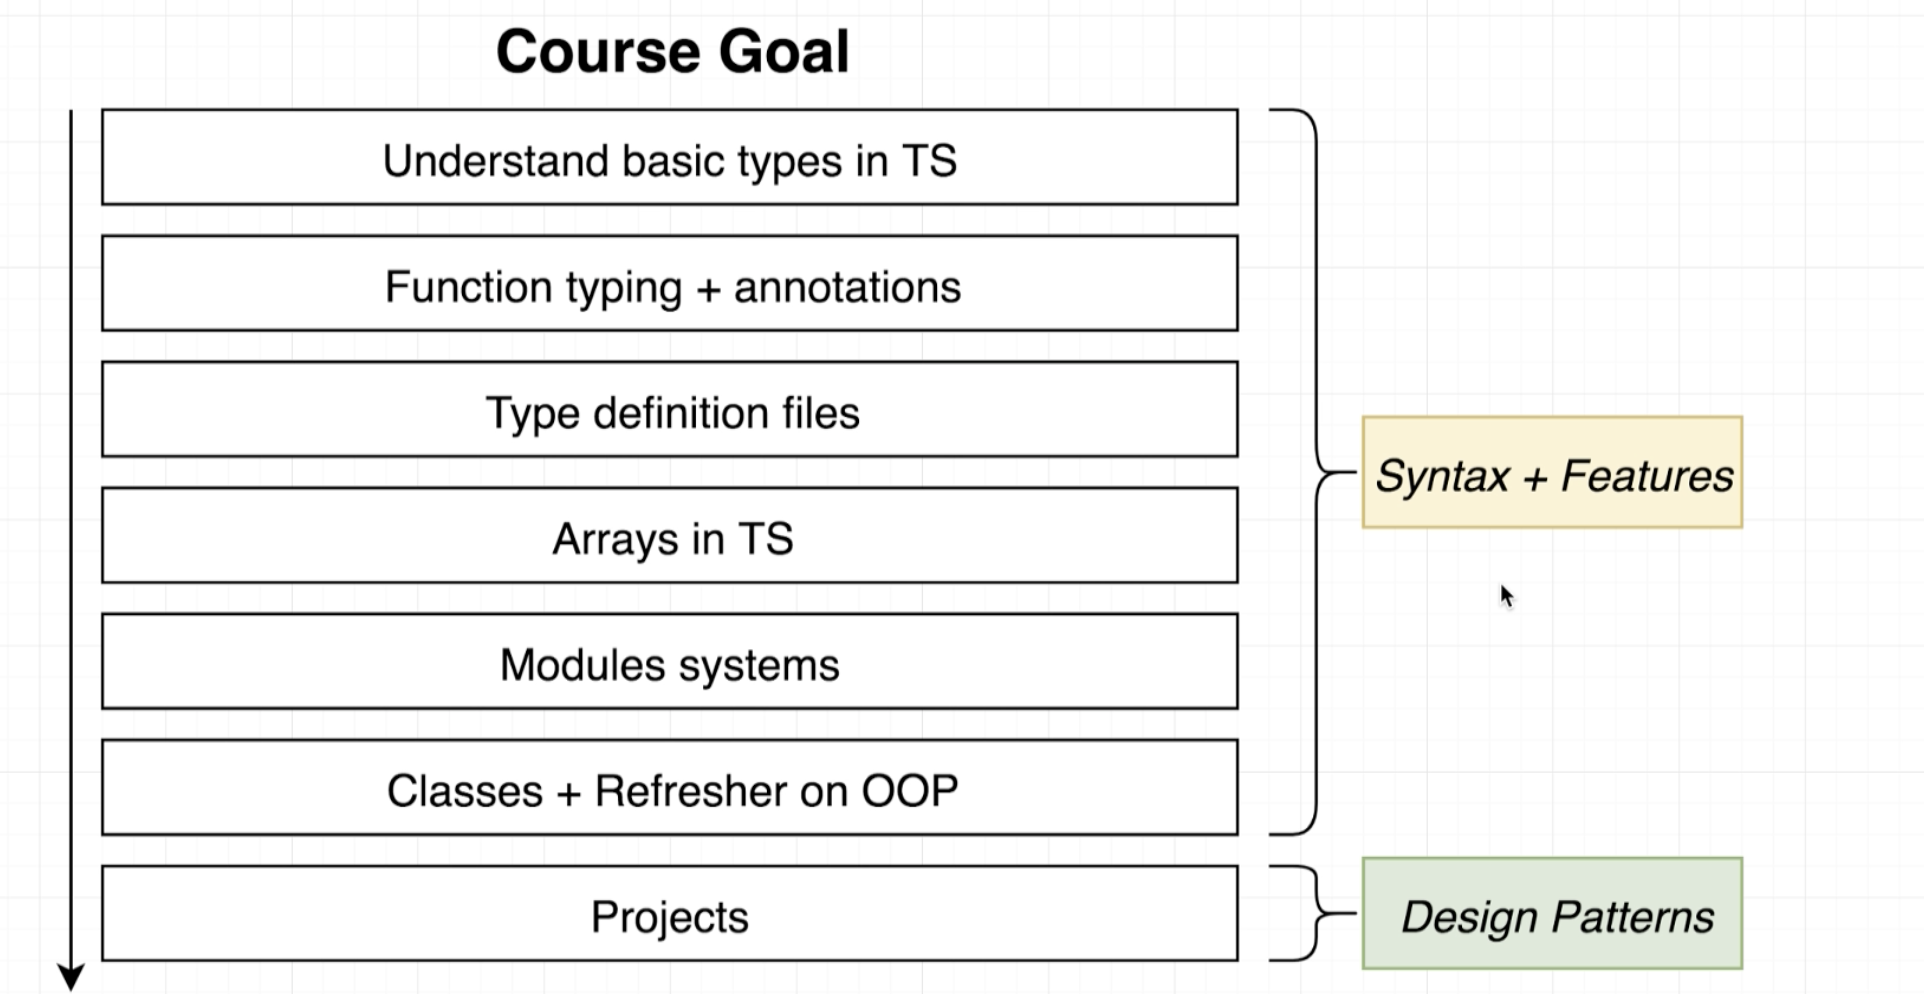 Course Goal
Understand basic types in TS
Function typing + annotations
Type definition files
Arrays in TS
Modules systems
Classes + Refresher on OOP
Projects
Syntax + Features
Design Patterns